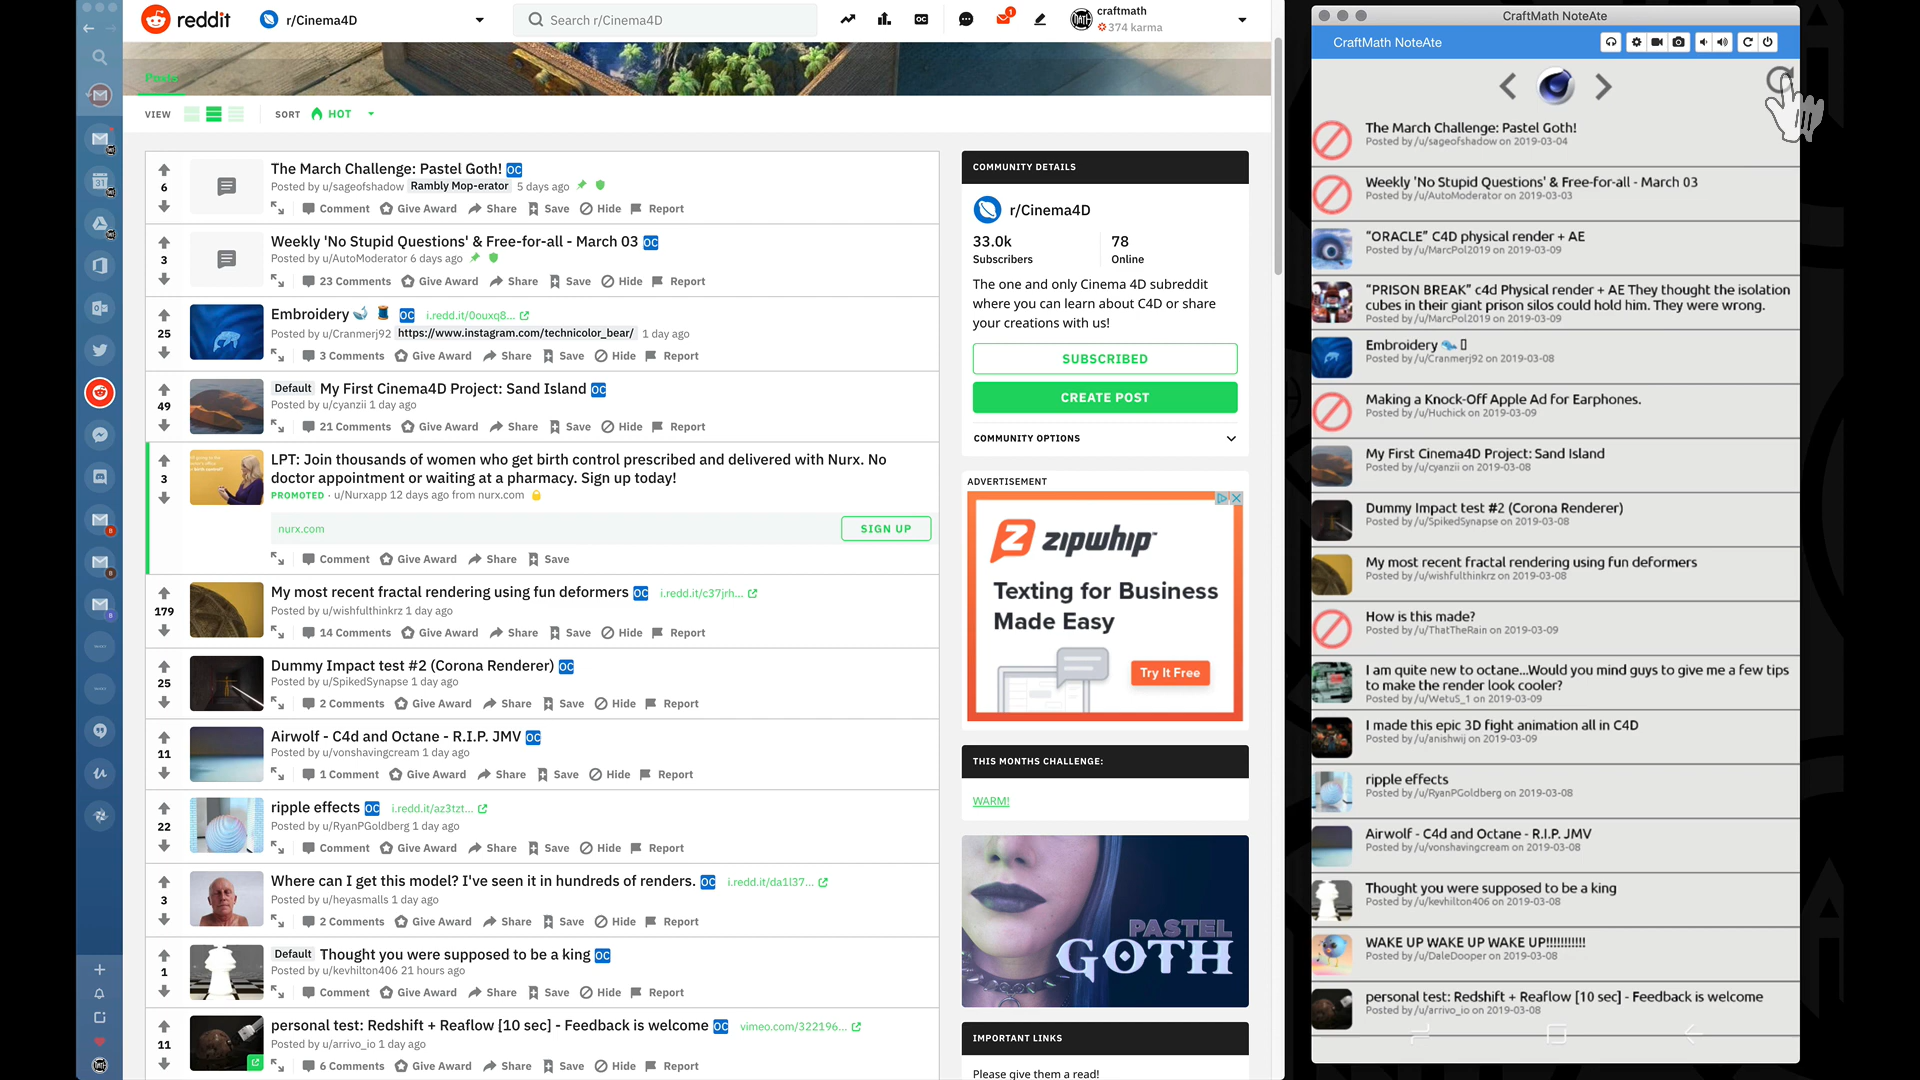 reddit
r/Cinema4D
Search r/Cinema4D
1
craftmath
374 karma
Posts
VIEW
SORT
HOT
6
The March Challenge: Pastel Goth! OC
Posted by u/sageofshadow Rambly Mop-erator 5 days ago
Comment Give Award Share Save Hide Report
3
Weekly 'No Stupid Questions' & Free-for-all - March 03 OC
Posted by u/AutoModerator 6 days ago
23 Comments Give Award Share Save Hide Report
25
Embroidery 🐋 🧵 OC i.redd.it/0ouxq8...
Posted by u/Cranmerj92 https://www.instagram.com/technicolor_bear/ 1 day ago
3 Comments Give Award Share Save Hide Report
49
Default My First Cinema4D Project: Sand Island OC
Posted by u/cyanzii 1 day ago
21 Comments Give Award Share Save Hide Report
3
LPT: Join thousands of women who get birth control prescribed and delivered with Nurx. No
doctor appointment or waiting at a pharmacy. Sign up today!
PROMOTED · u/Nurxapp 12 days ago from nurx.com
nurx.com
SIGN UP
Comment Give Award Share Save
179
My most recent fractal rendering using fun deformers OC i.redd.it/c37jrh...
Posted by u/wishfulthinkrz 1 day ago
14 Comments Give Award Share Save Hide Report
25
Dummy Impact test #2 (Corona Renderer) OC
Posted by u/SpikedSynapse 1 day ago
2 Comments Give Award Share Save Hide Report
11
Airwolf - C4d and Octane - R.I.P. JMV OC
Posted by u/vonshavingcream 1 day ago
1 Comment Give Award Share Save Hide Report
22
ripple effects OC i.redd.it/az3tzt...
Posted by u/RyanPGoldberg 1 day ago
Comment Give Award Share Save Hide Report
3
Where can I get this model? I've seen it in hundreds of renders. OC i.redd.it/da1l37...
Posted by u/heyasmalls 1 day ago
2 Comments Give Award Share Save Hide Report
1
Default Thought you were supposed to be a king OC
Posted by u/kevhilton406 21 hours ago
Comment Give Award Share Save Hide Report
11
personal test: Redshift + Reaflow [10 sec] - Feedback is welcome OC vimeo.com/322196...
Posted by u/arrivo_io 1 day ago
6 Comments Give Award Share Save Hide Report
COMMUNITY DETAILS
r/Cinema4D
33.0k
Subscribers
78
Online
The one and only Cinema 4D subreddit
where you can learn about C4D or share
your creations with us!
SUBSCRIBED
CREATE POST
COMMUNITY OPTIONS
ADVERTISEMENT
zipwhip
Texting for Business
Made Easy
Try It Free
THIS MONTHS CHALLENGE:
WARM!
PASTEL
GOTH
IMPORTANT LINKS
Please give them a read!
CraftMath NoteAte
CraftMath NoteAte
The March Challenge: Pastel Goth!
Posted by /u/sageofshadow on 2019-03-04
Weekly 'No Stupid Questions' & Free-for-all - March 03
Posted by /u/AutoModerator on 2019-03-03
“ORACLE” C4D physical render + AE
Posted by /u/MarcPol2019 on 2019-03-09
“PRISON BREAK” c4d Physical render + AE They thought the isolation
cubes in their giant prison silos could hold him. They were wrong.
Posted by /u/MarcPol2019 on 2019-03-09
Embroidery 🐋
Posted by /u/Cranmerj92 on 2019-03-08
Making a Knock-Off Apple Ad for Earphones.
Posted by /u/Huchick on 2019-03-09
My First Cinema4D Project: Sand Island
Posted by /u/cyanzii on 2019-03-08
Dummy Impact test #2 (Corona Renderer)
Posted by /u/SpikedSynapse on 2019-03-08
My most recent fractal rendering using fun deformers
Posted by /u/wishfulthinkrz on 2019-03-08
How is this made?
Posted by /u/ThatTheRain on 2019-03-09
I am quite new to octane...Would you mind guys to give me a few tips
to make the render look cooler?
Posted by /u/WetuS_1 on 2019-03-09
I made this epic 3D fight animation all in C4D
Posted by /u/anishwij on 2019-03-09
ripple effects
Posted by /u/RyanPGoldberg on 2019-03-08
Airwolf - C4d and Octane - R.I.P. JMV
Posted by /u/vonshavingcream on 2019-03-08
Thought you were supposed to be a king
Posted by /u/kevhilton406 on 2019-03-08
WAKE UP WAKE UP WAKE UP!!!!!!!!!!!
Posted by /u/DaleDooper on 2019-03-08
personal test: Redshift + Reaflow [10 sec] - Feedback is welcome
Posted by /u/arrivo_io on 2019-03-08